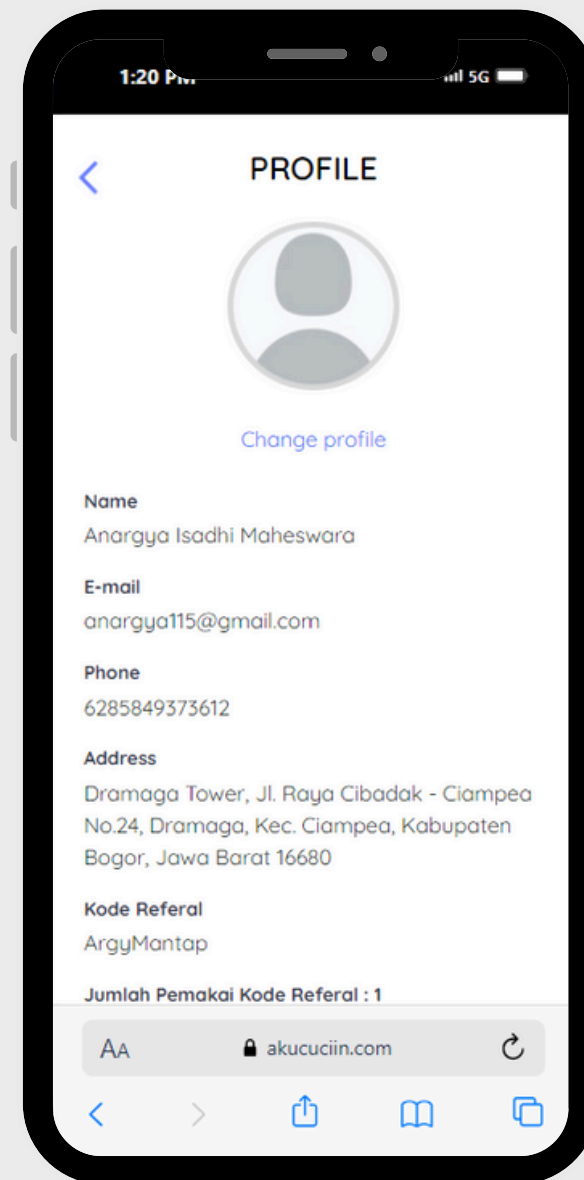 1:20 PM
5G
PROFILE
Change profile
Name
Anargya Isadhi Maheswara
E-mail
anargya115@gmail.com
Phone
6285849373612
Address
Dramaga Tower, Jl. Raya Cibadak - Ciampea
No.24, Dramaga, Kec. Ciampea, Kabupaten
Bogor, Jawa Barat 16680
Kode Referal
ArgyMantap
Jumlah Pemakai Kode Referal : 1
AA
akucuciin.com